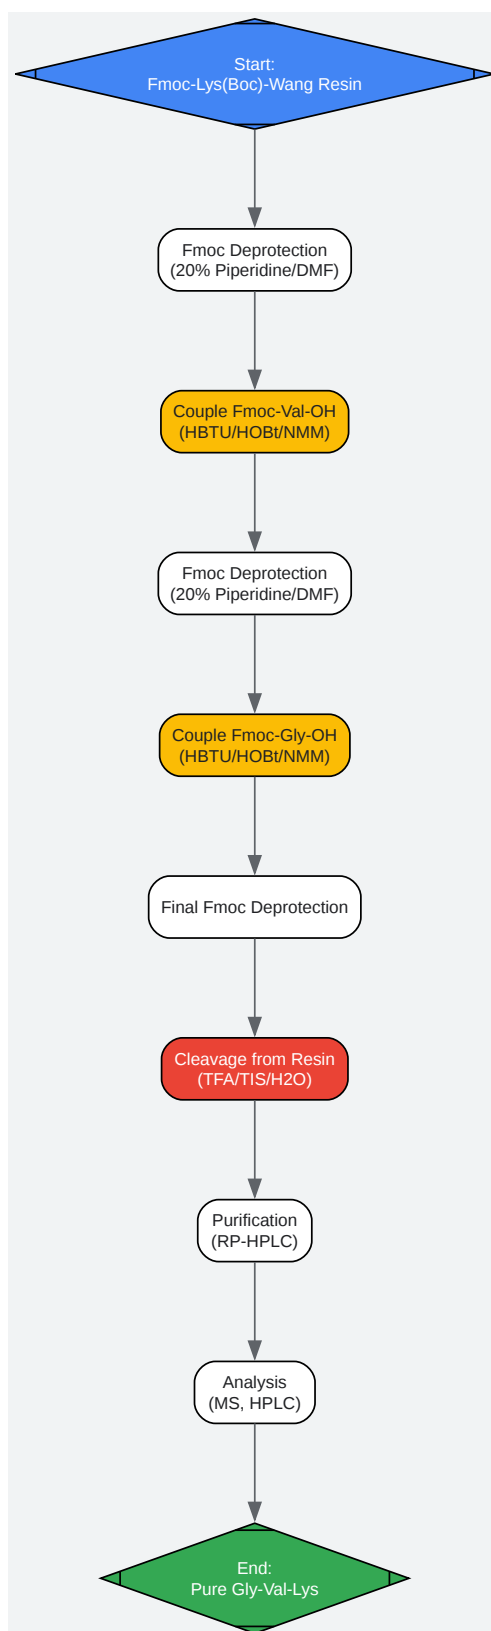 Start:
Fmoc-Lys(Boc)-Wang Resin
Fmoc Deprotection
(20% Piperidine/DMF)
Couple Fmoc-Val-OH
(HBTU/HOBt/NMM)
Fmoc Deprotection
(20% Piperidine/DMF)
Couple Fmoc-Gly-OH
(HBTU/HOBt/NMM)
Final Fmoc Deprotection
Cleavage from Resin
(TFA/TIS/H2O)
Purification
(RP-HPLC)
Analysis
(MS, HPLC)
End:
Pure Gly-Val-Lys